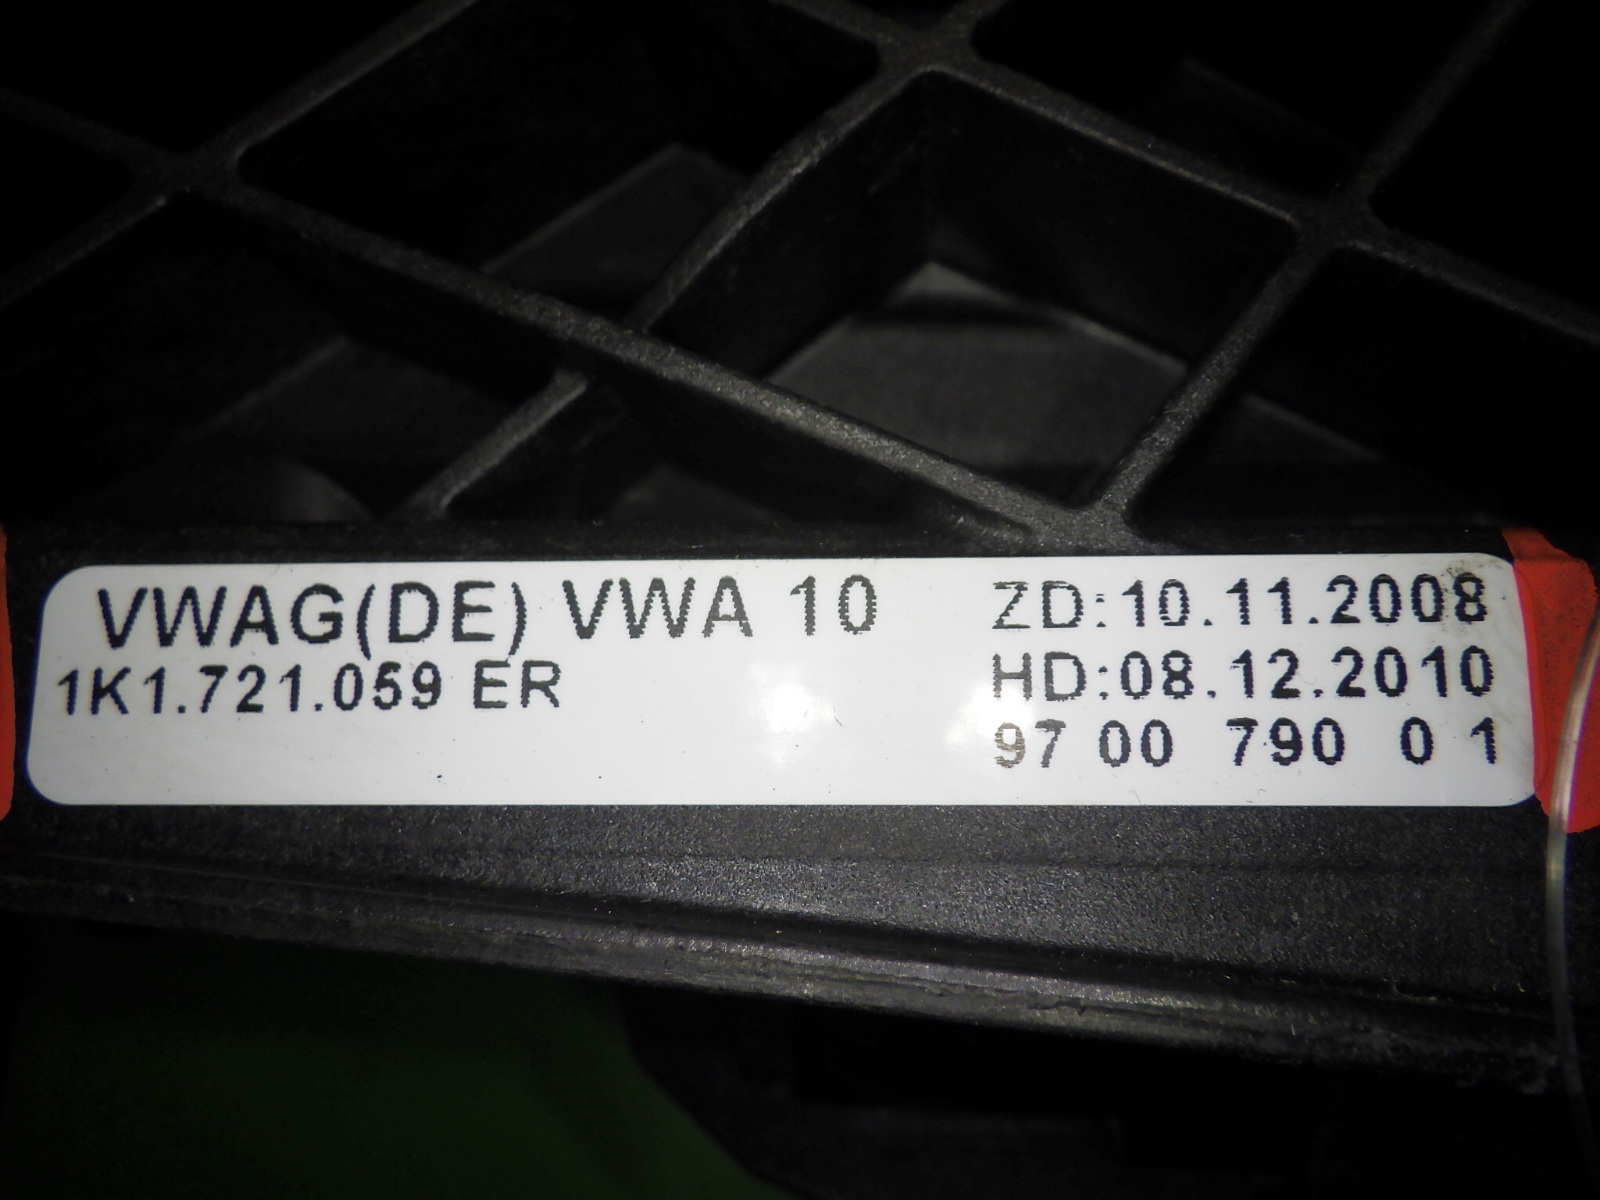 VWAG(DE) VWA 10
1K1.721.059 ER
ZD:10.11.2008
HD:08.12.2010
97 00 790 0 1